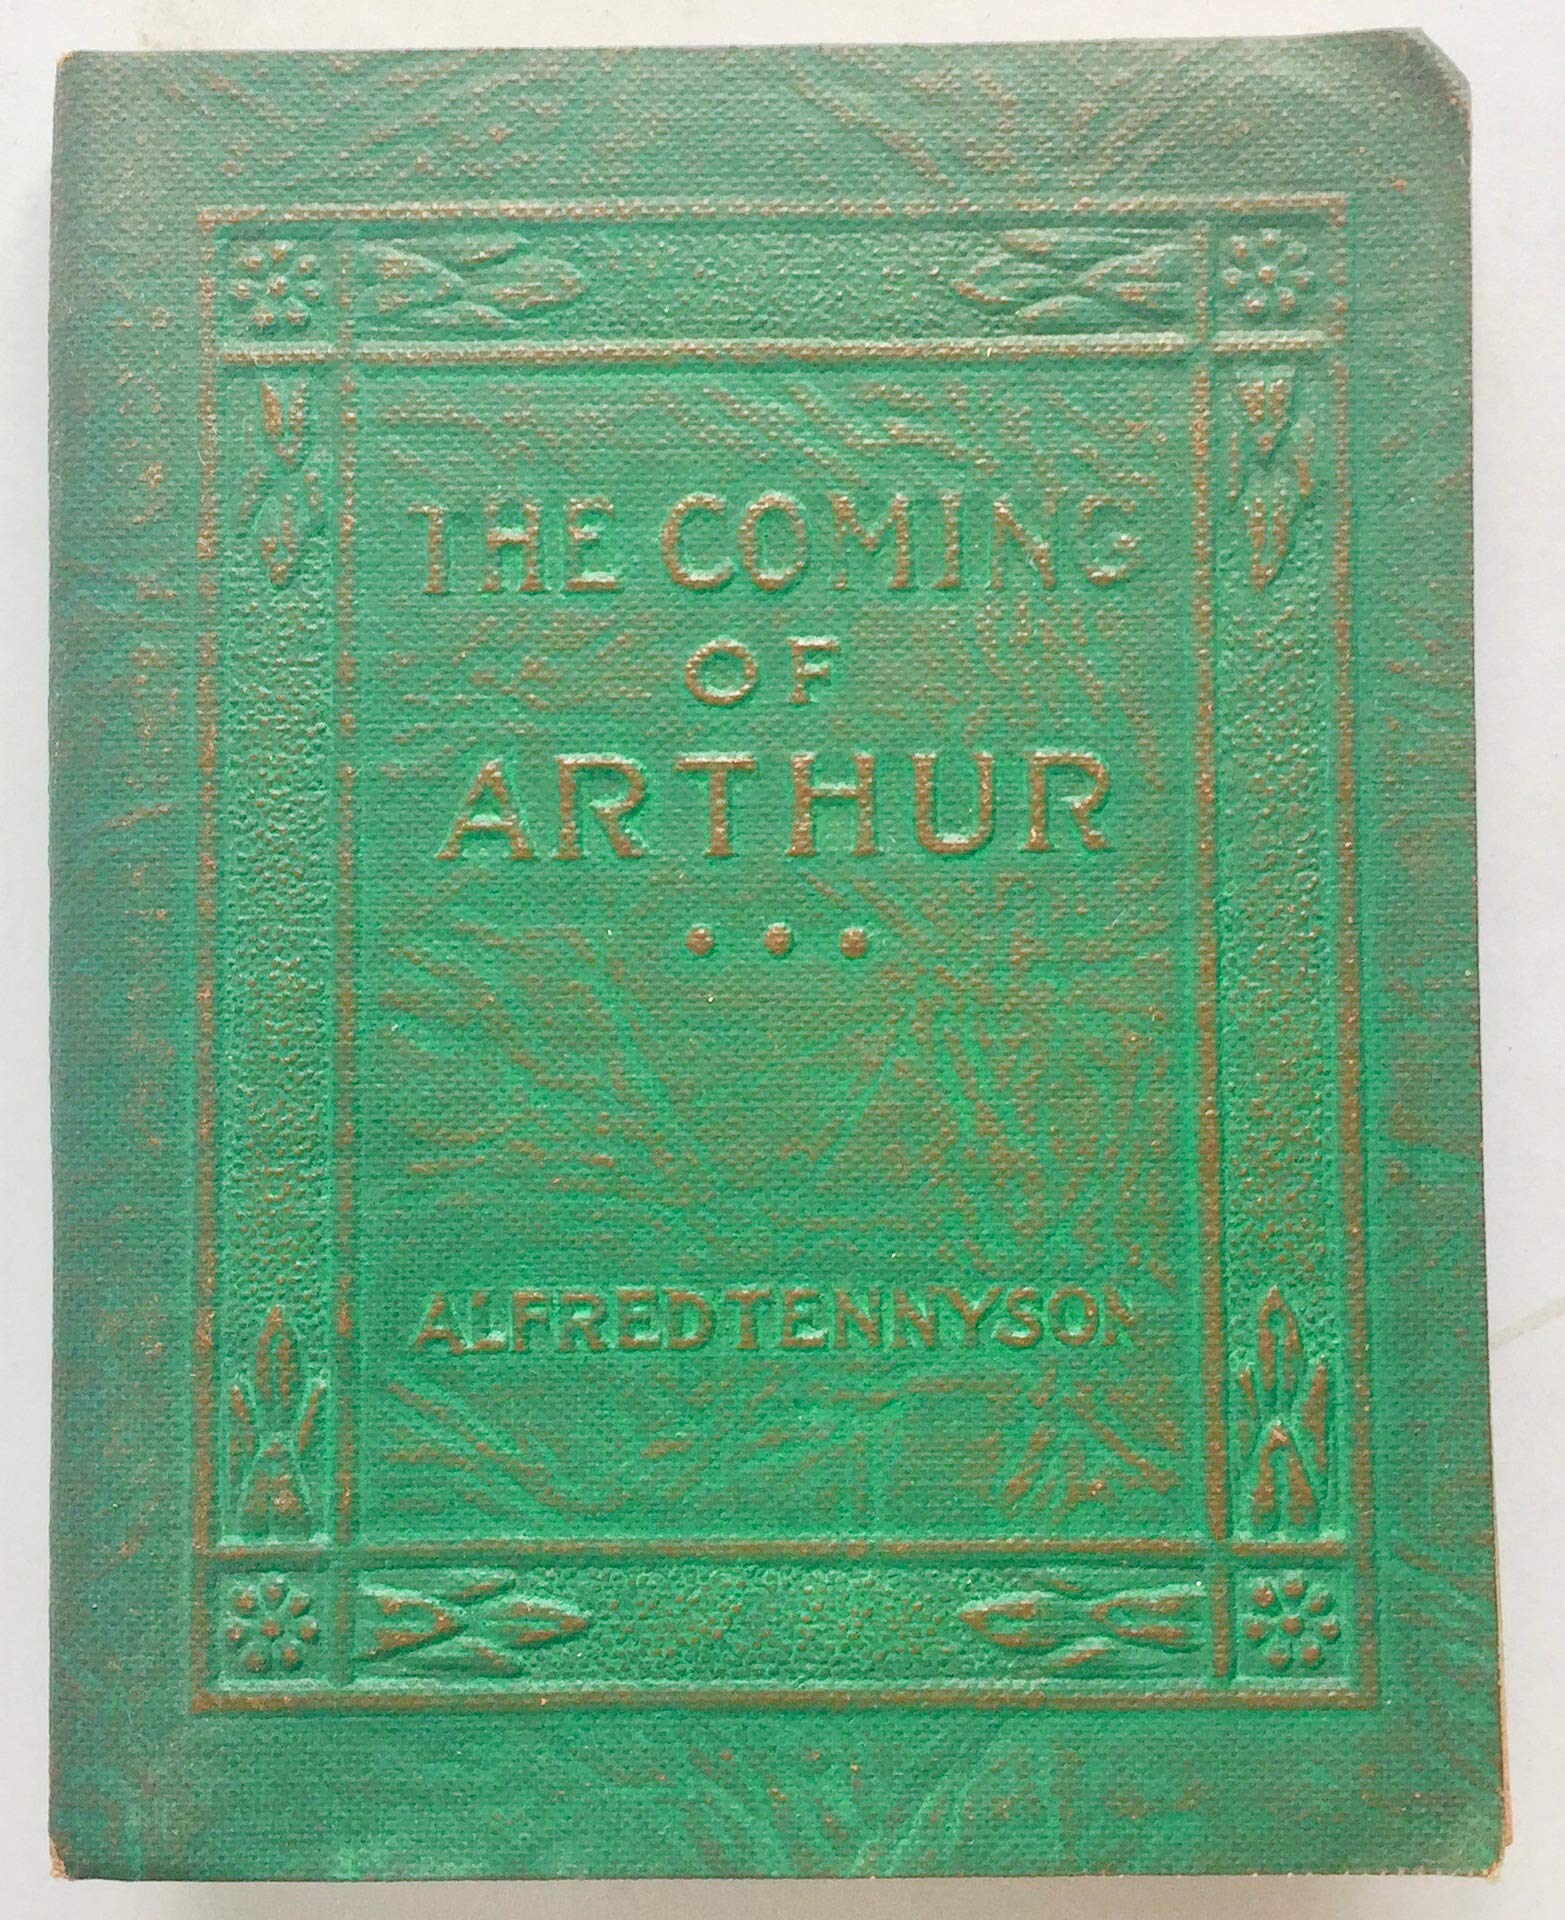 THE COMING
OF
ARTHUR
ALFRED TENNYSON